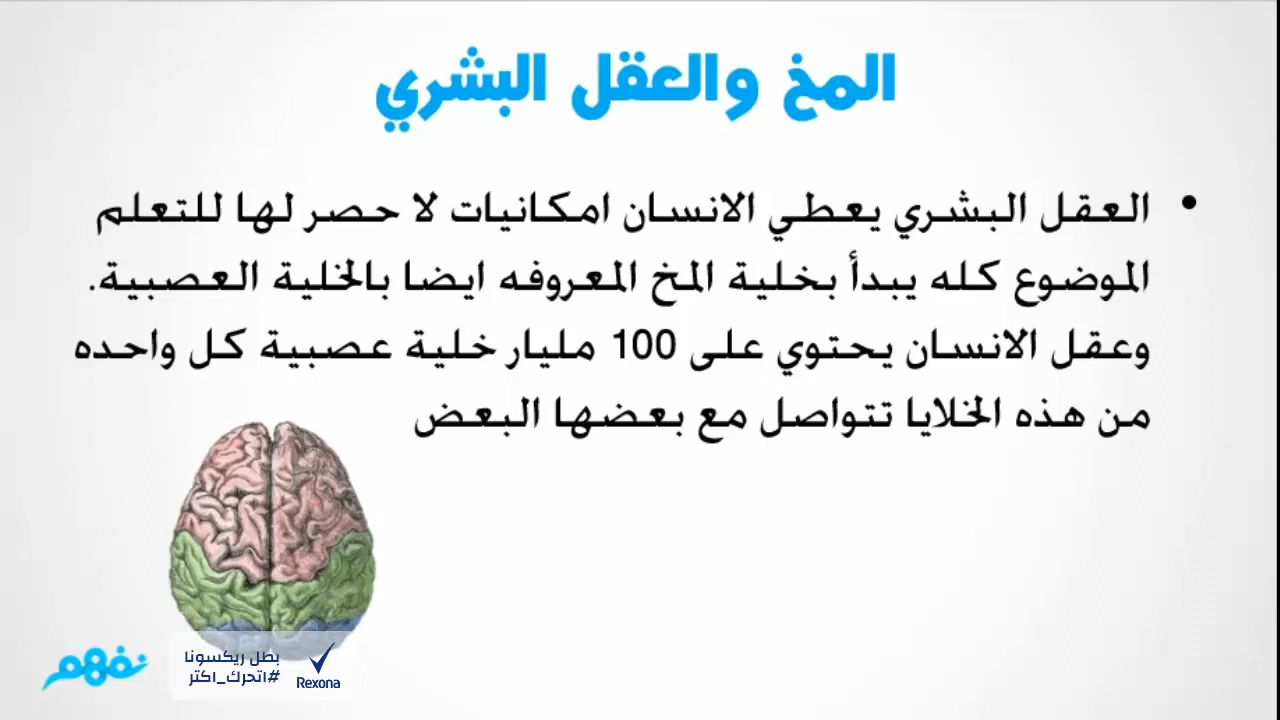 المخ والعقل البشري
• العقل البشري يعطي الانسان امكانيات لا حصر لها للتعلم
الموضوع كله يبدأ بخلية المخ المعروفه ايضا بالخلية العصبية.
وعقل الانسان يحتوي على 100 مليار خلية عصبية كل واحده
من هذه الخلايا تتواصل مع بعضها البعض
بطل ريكسونا
#اتحرك_اكتر
Rexona
نفهم